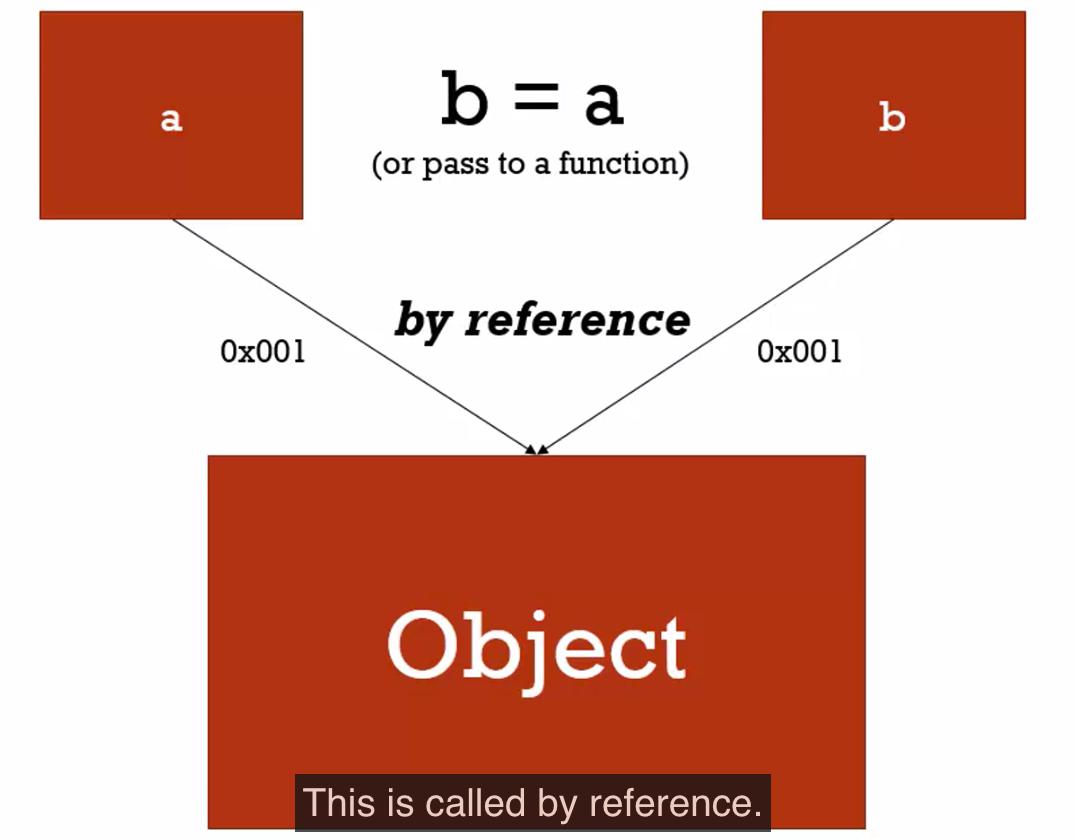 a
b = a
(or pass to a function)
b
by reference
0x001
0x001
Object
This is called by reference.